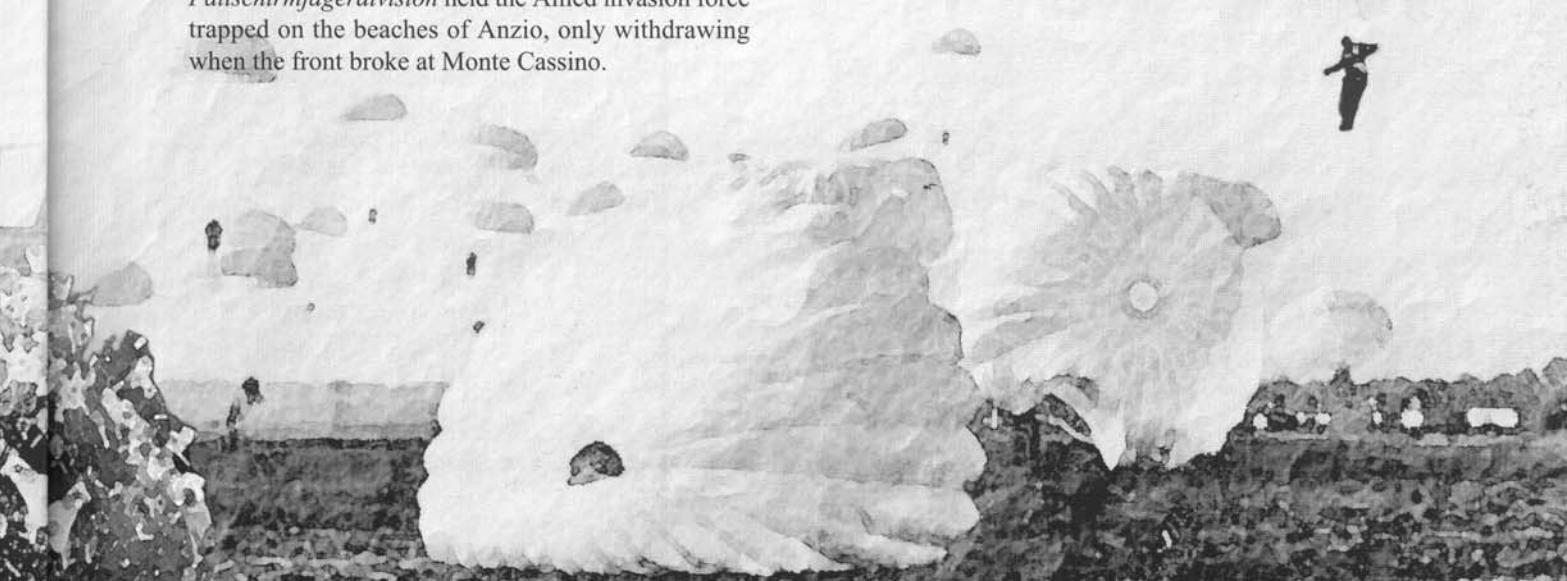 Fallschirmjägerdivision held the Allied invasion force
trapped on the beaches of Anzio, only withdrawing
when the front broke at Monte Cassino.